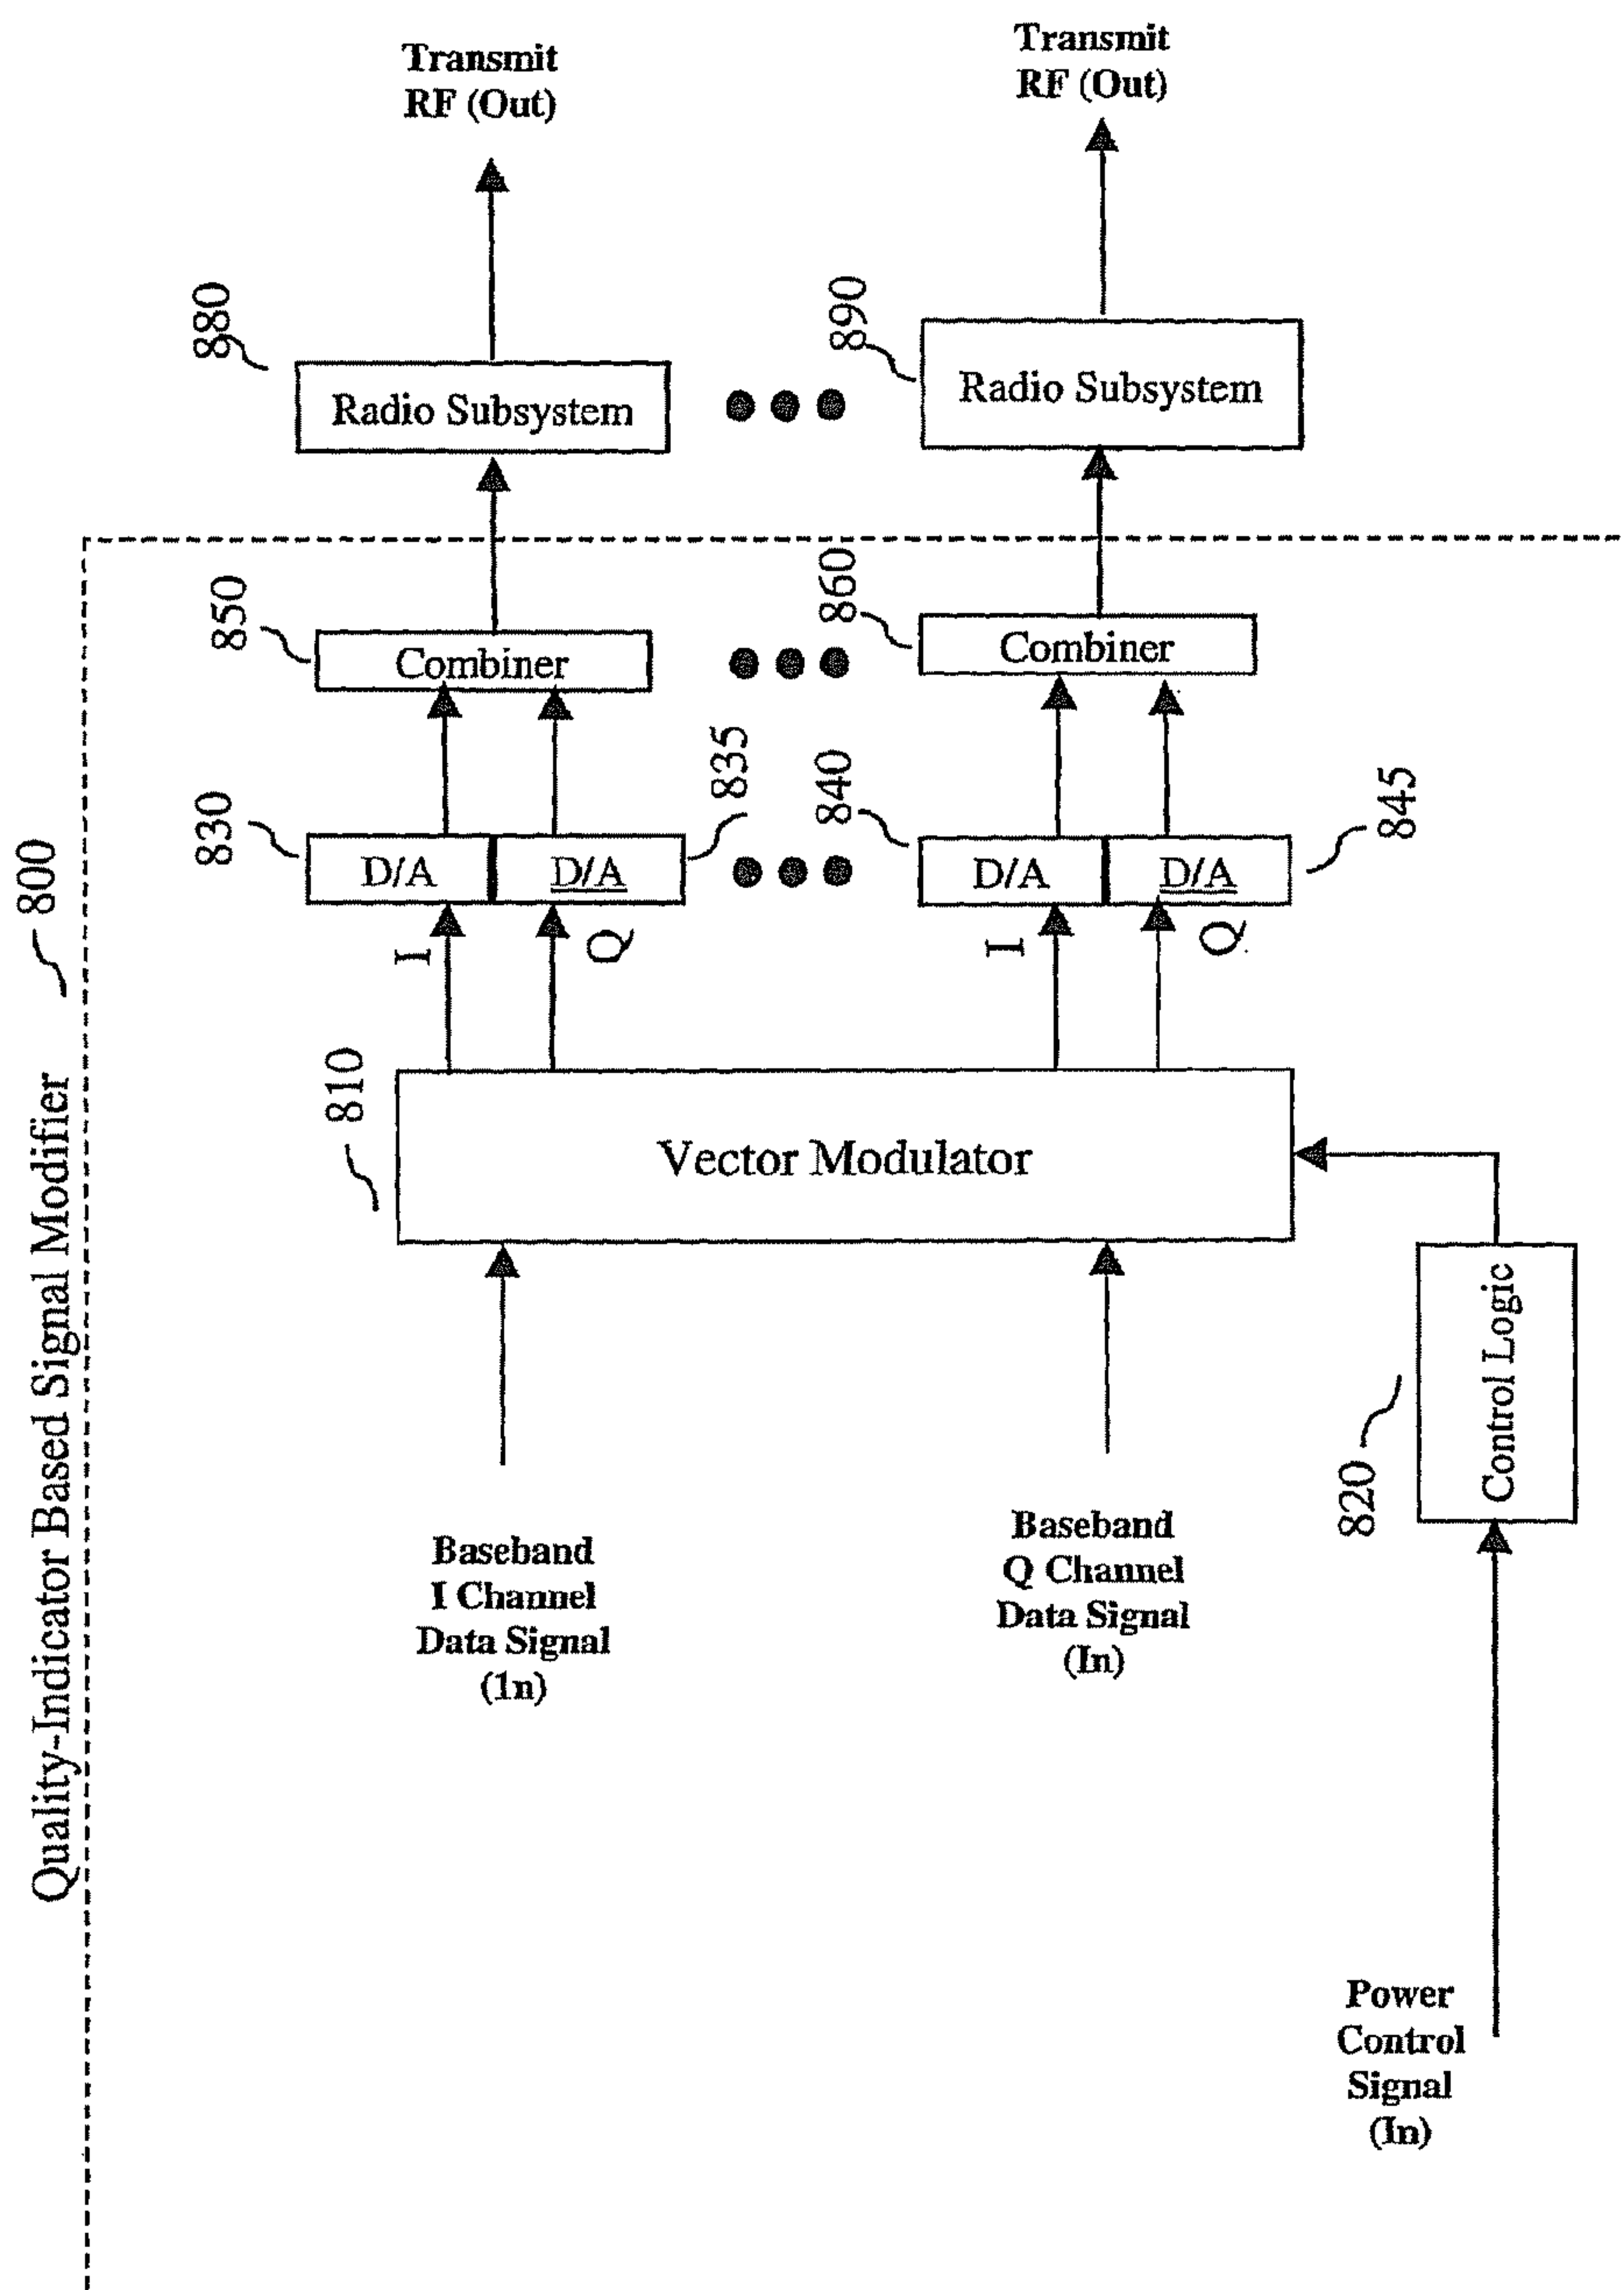 Quality-Indicator Based Signal Modifier
800
Transmit
RF (Out)
Transmit
RF (Out)
880
Radio Subsystem
890
Radio Subsystem
850
Combiner
860
Combiner
830
D/A
D/A
835
840
D/A
D/A
845
I
Q
I
Q
810
Vector Modulator
820
Control Logic
Baseband
I Channel
Data Signal
(1n)
Baseband
Q Channel
Data Signal
(In)
Power
Control
Signal
(In)